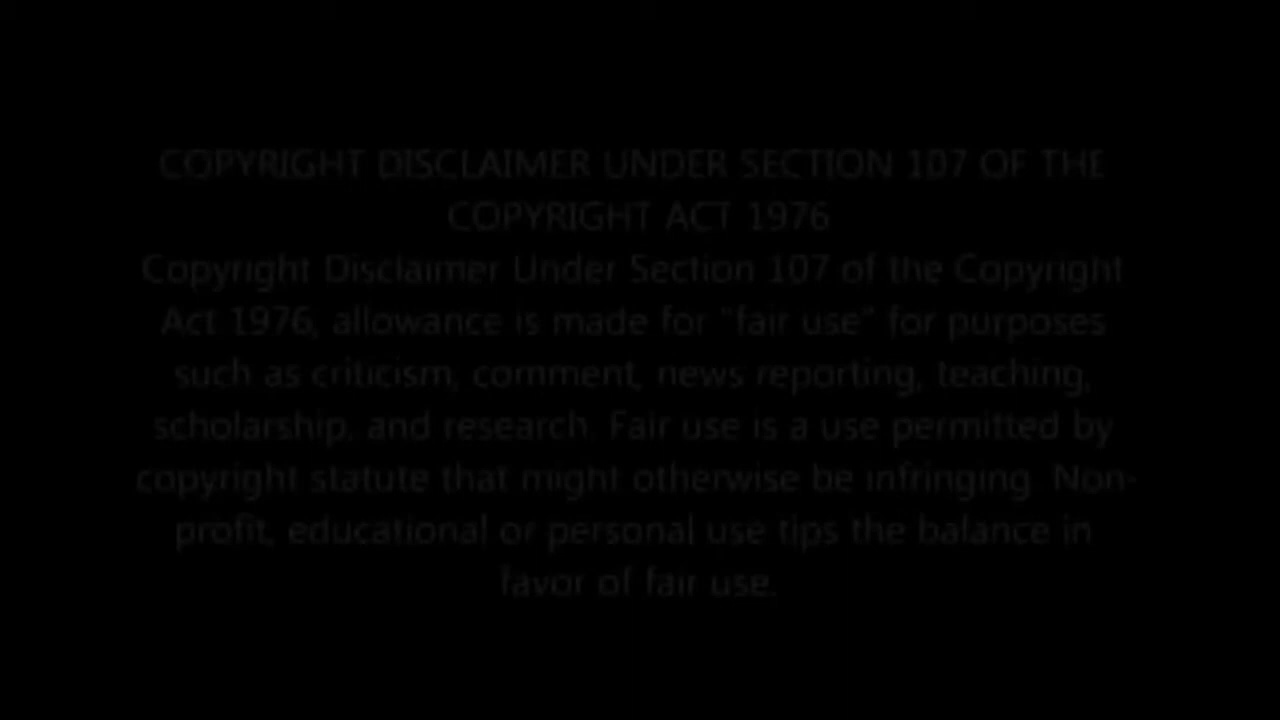 COPYRIGHT DISCLAIMER UNDER SECTION 107 OF THE
COPYRIGHT ACT 1976
Copyright Disclaimer Under Section 107 of the Copyright
Act 1976, allowance is made for "fair use" for purposes
such as criticism, comment, news reporting, teaching,
scholarship, and research. Fair use is a use permitted by
copyright statute that might otherwise be infringing. Non-
profit, educational or personal use tips the balance in
favor of fair use.